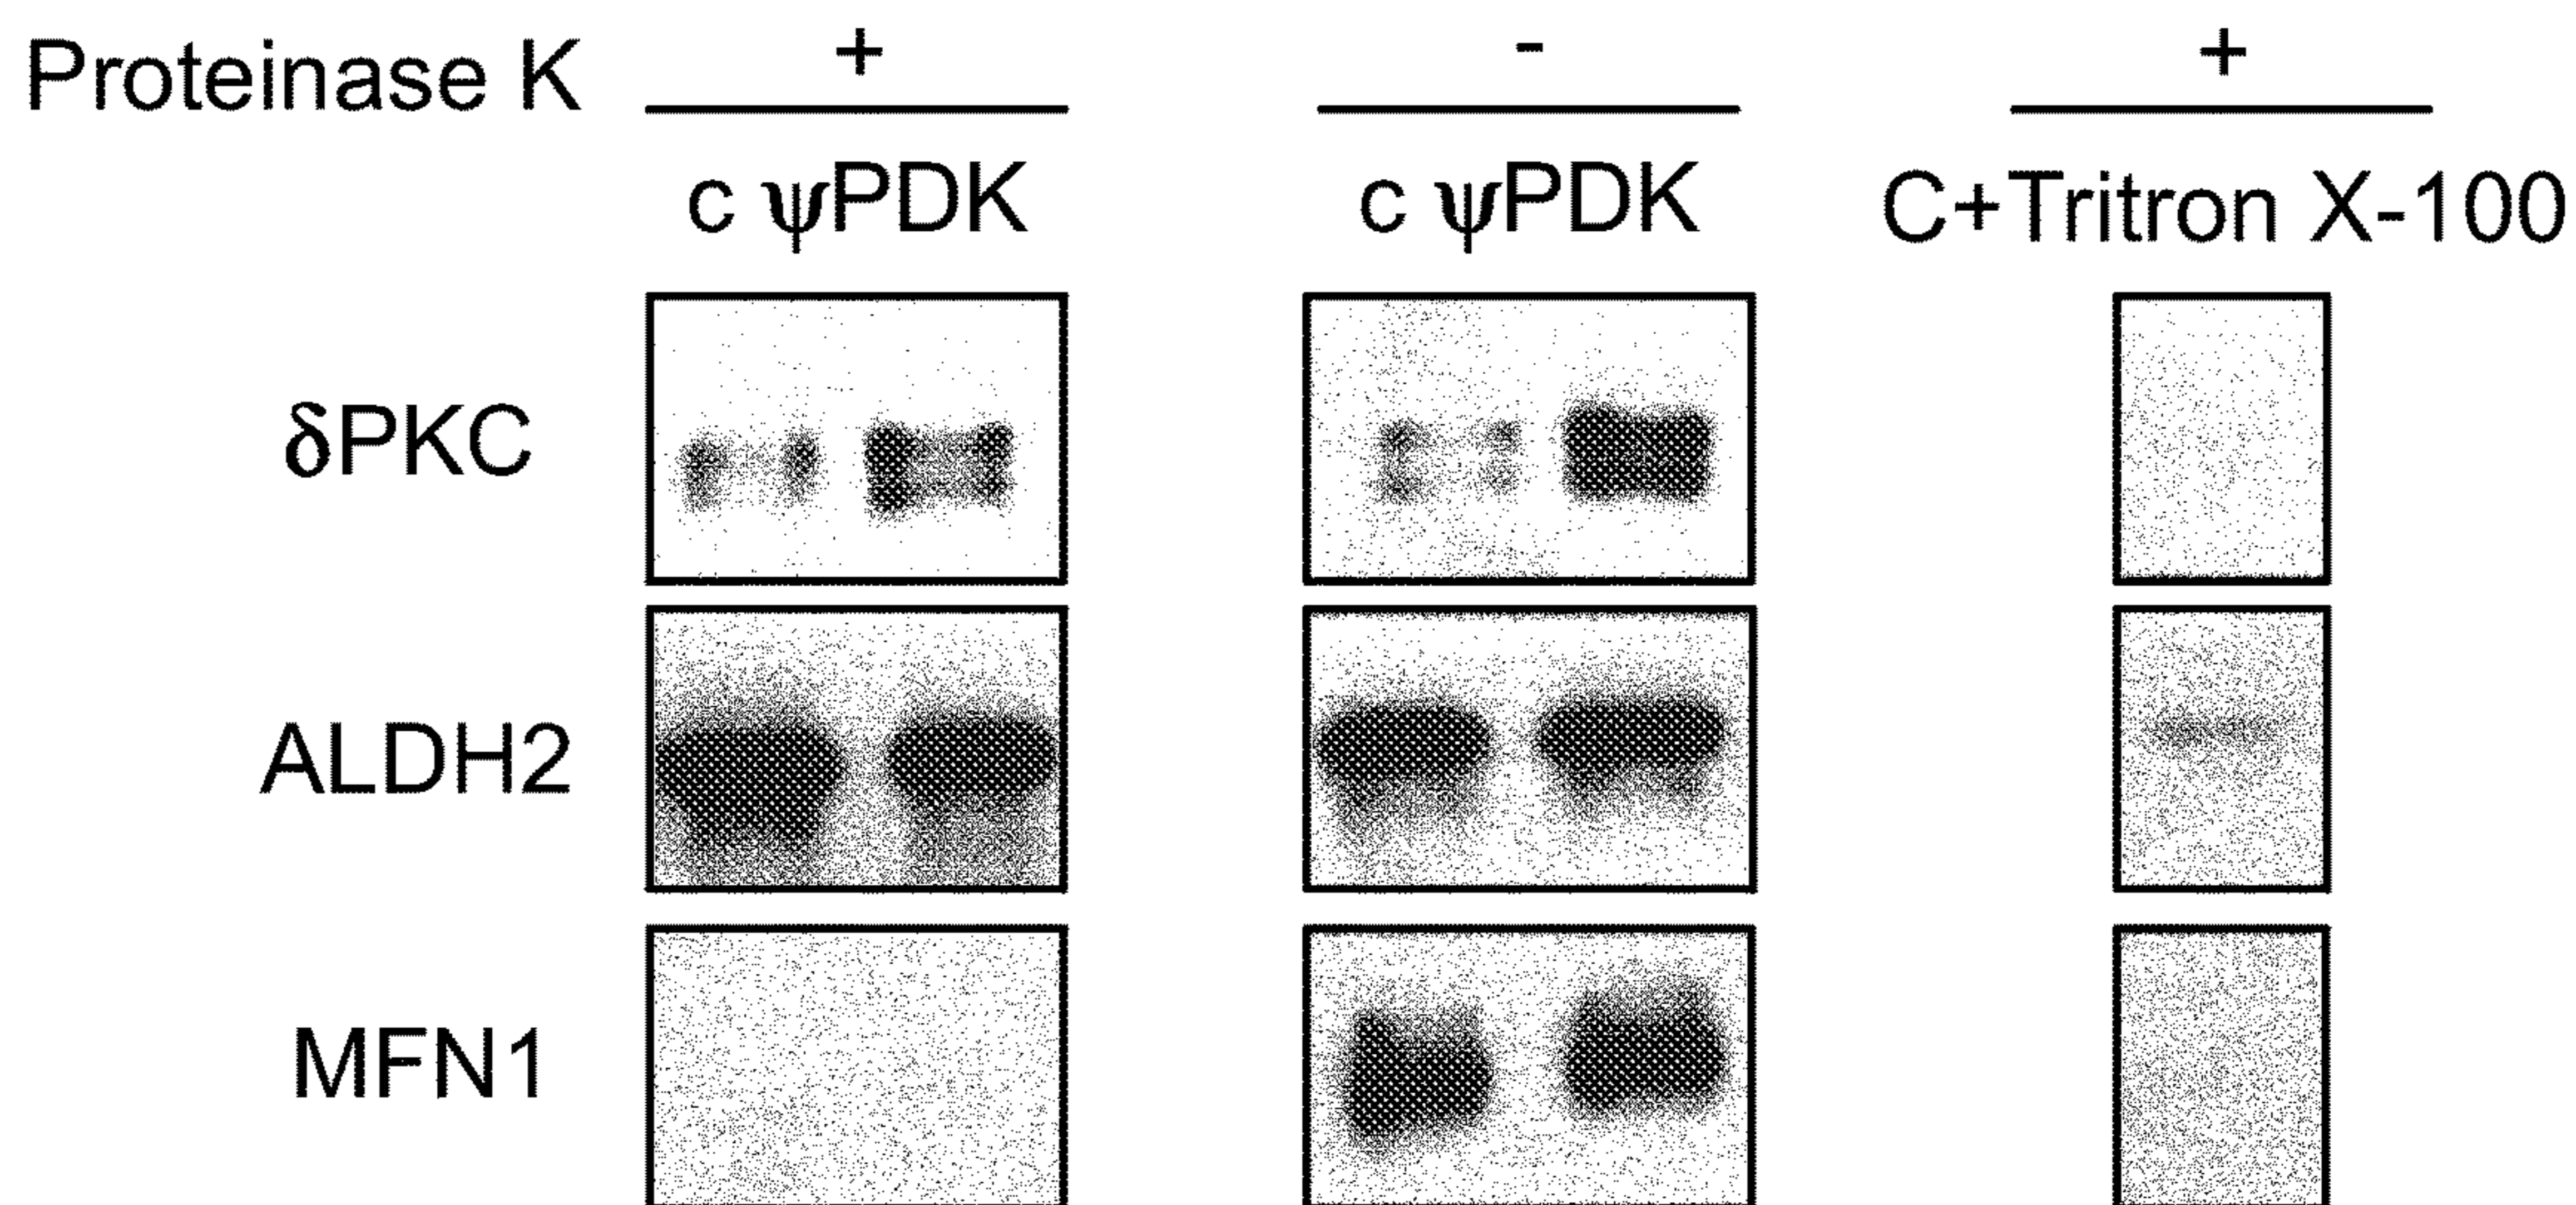 Proteinase K + - +
c ψPDK c ψPDK C+Tritron X-100
δPKC
ALDH2
MFN1